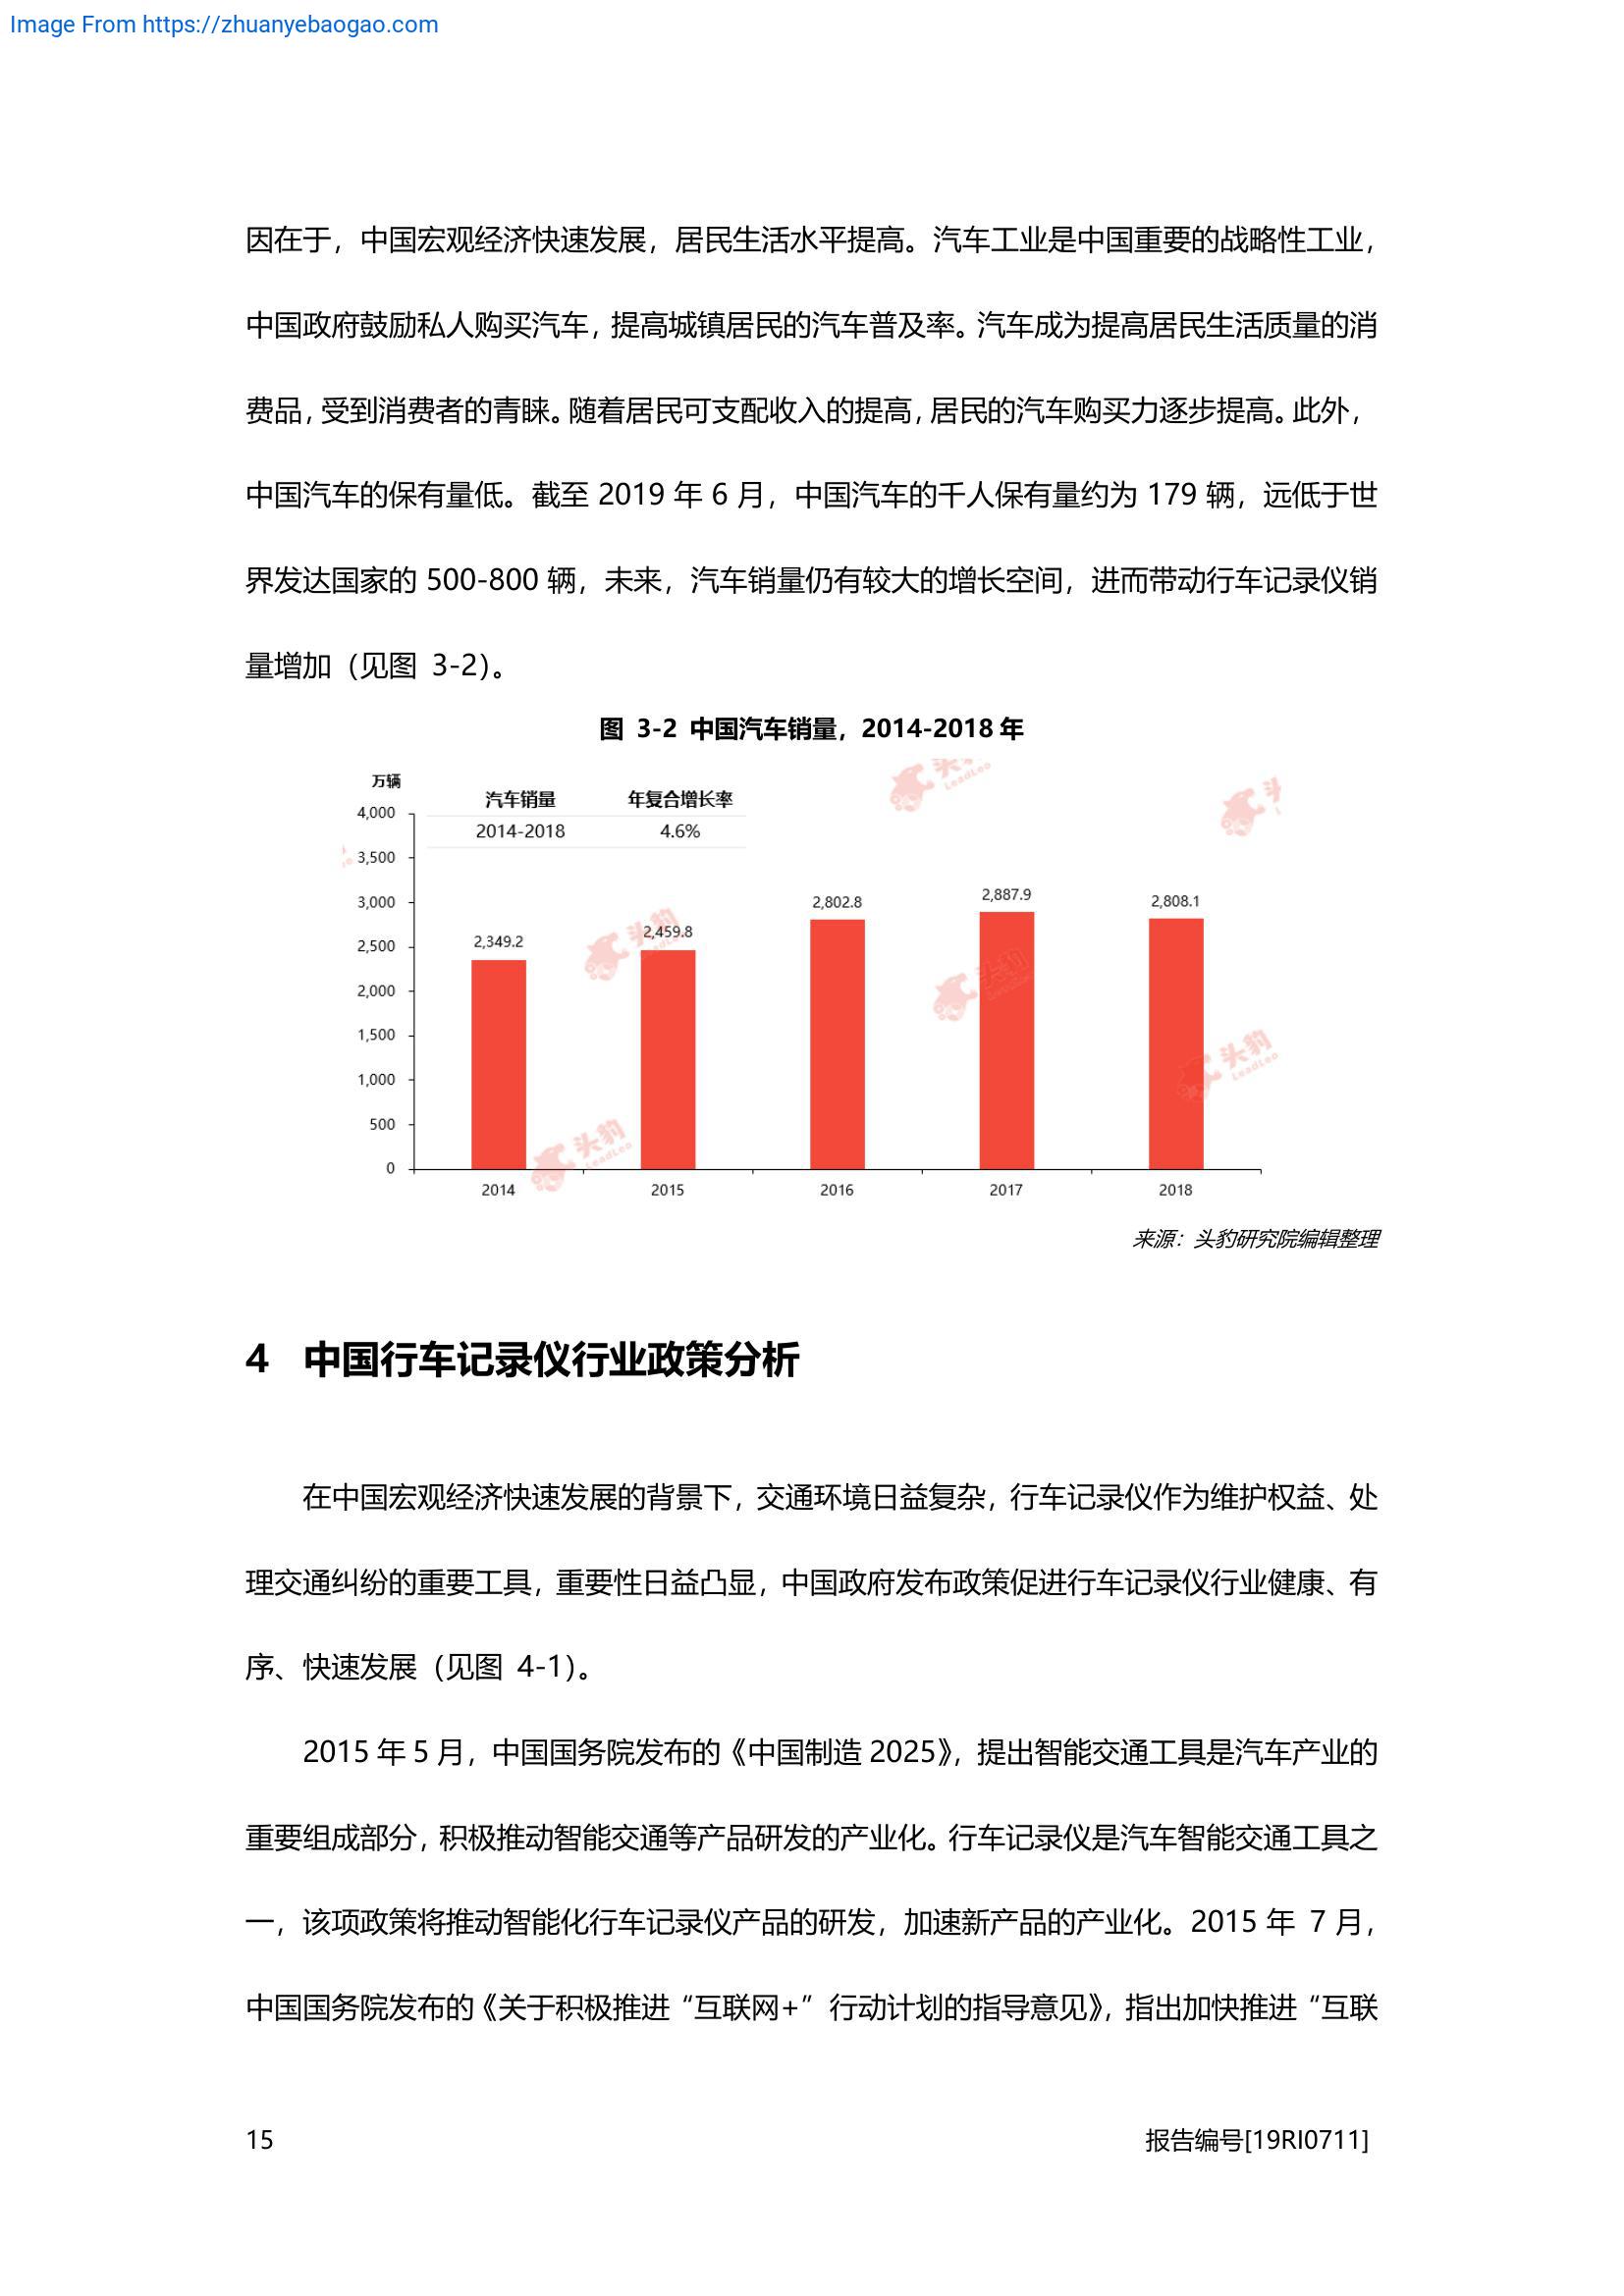 Image From https://zhuanyebaogao.com
因在于，中国宏观经济快速发展，居民生活水平提高。汽车工业是中国重要的战略性工业，
中国政府鼓励私人购买汽车，提高城镇居民的汽车普及率。汽车成为提高居民生活质量的消
费品，受到消费者的青睐。随着居民可支配收入的提高，居民的汽车购买力逐步提高。此外，
中国汽车的保有量低。截至 2019 年 6 月，中国汽车的千人保有量约为 179 辆，远低于世
界发达国家的 500-800 辆，未来，汽车销量仍有较大的增长空间，进而带动行车记录仪销
量增加（见图 3-2）。
图 3-2 中国汽车销量，2014-2018 年
万辆
汽车销量 年复合增长率
2014-2018 4.6%
4,000
3,500
3,000
2,500
2,000
1,500
1,000
500
0
2,349.2
2,459.8
2,802.8
2,887.9
2,808.1
2014 2015 2016 2017 2018
头豹
LeadLeo
来源：头豹研究院编辑整理
4 中国行车记录仪行业政策分析
在中国宏观经济快速发展的背景下，交通环境日益复杂，行车记录仪作为维护权益、处
理交通纠纷的重要工具，重要性日益凸显，中国政府发布政策促进行车记录仪行业健康、有
序、快速发展（见图 4-1）。
2015 年 5 月，中国国务院发布的《中国制造 2025》，提出智能交通工具是汽车产业的
重要组成部分，积极推动智能交通等产品研发的产业化。行车记录仪是汽车智能交通工具之
一，该项政策将推动智能化行车记录仪产品的研发，加速新产品的产业化。2015 年 7 月，
中国国务院发布的《关于积极推进“互联网+”行动计划的指导意见》，指出加快推进“互联
15 报告编号[19RI0711]